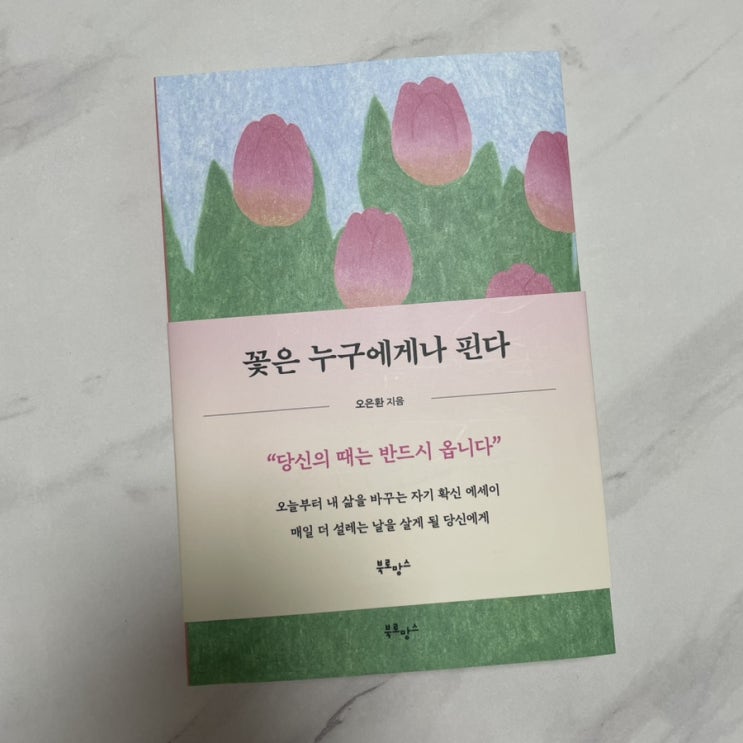 꽃은 누구에게나 핀다
오은환 지음
“당신의 때는 반드시 옵니다”
오늘부터 내 삶을 바꾸는 자기 확신 에세이
매일 더 설레는 날을 살게 될 당신에게
북로망스
북로망스